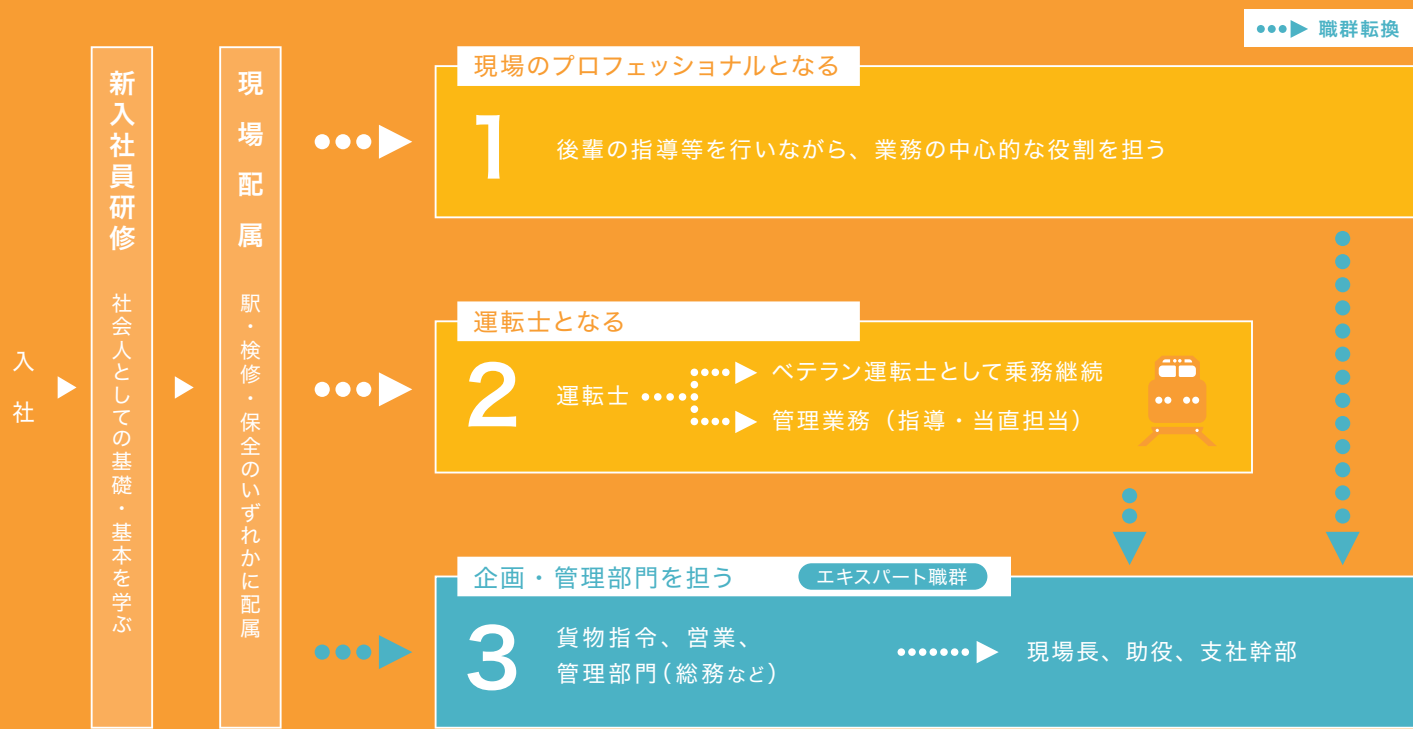 職群転換
入社
新入社員研修
社会人としての基礎・基本を学ぶ
現場配属
駅・検修・保全のいずれかに配属
現場のプロフェッショナルとなる
1
後輩の指導等を行いながら、業務の中心的な役割を担う
運転士となる
2
運転士
ベテラン運転士として乗務継続
管理業務（指導・当直担当）
企画・管理部門を担う
エキスパート職群
3
貨物指令、営業、
管理部門(総務など)
現場長、助役、支社幹部